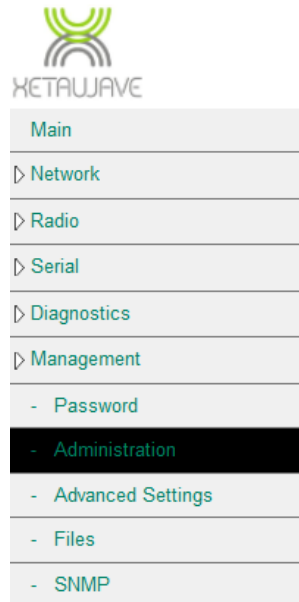 XETAWAVE
Main
Network
Radio
Serial
Diagnostics
Management
- Password
- Administration
- Advanced Settings
- Files
- SNMP